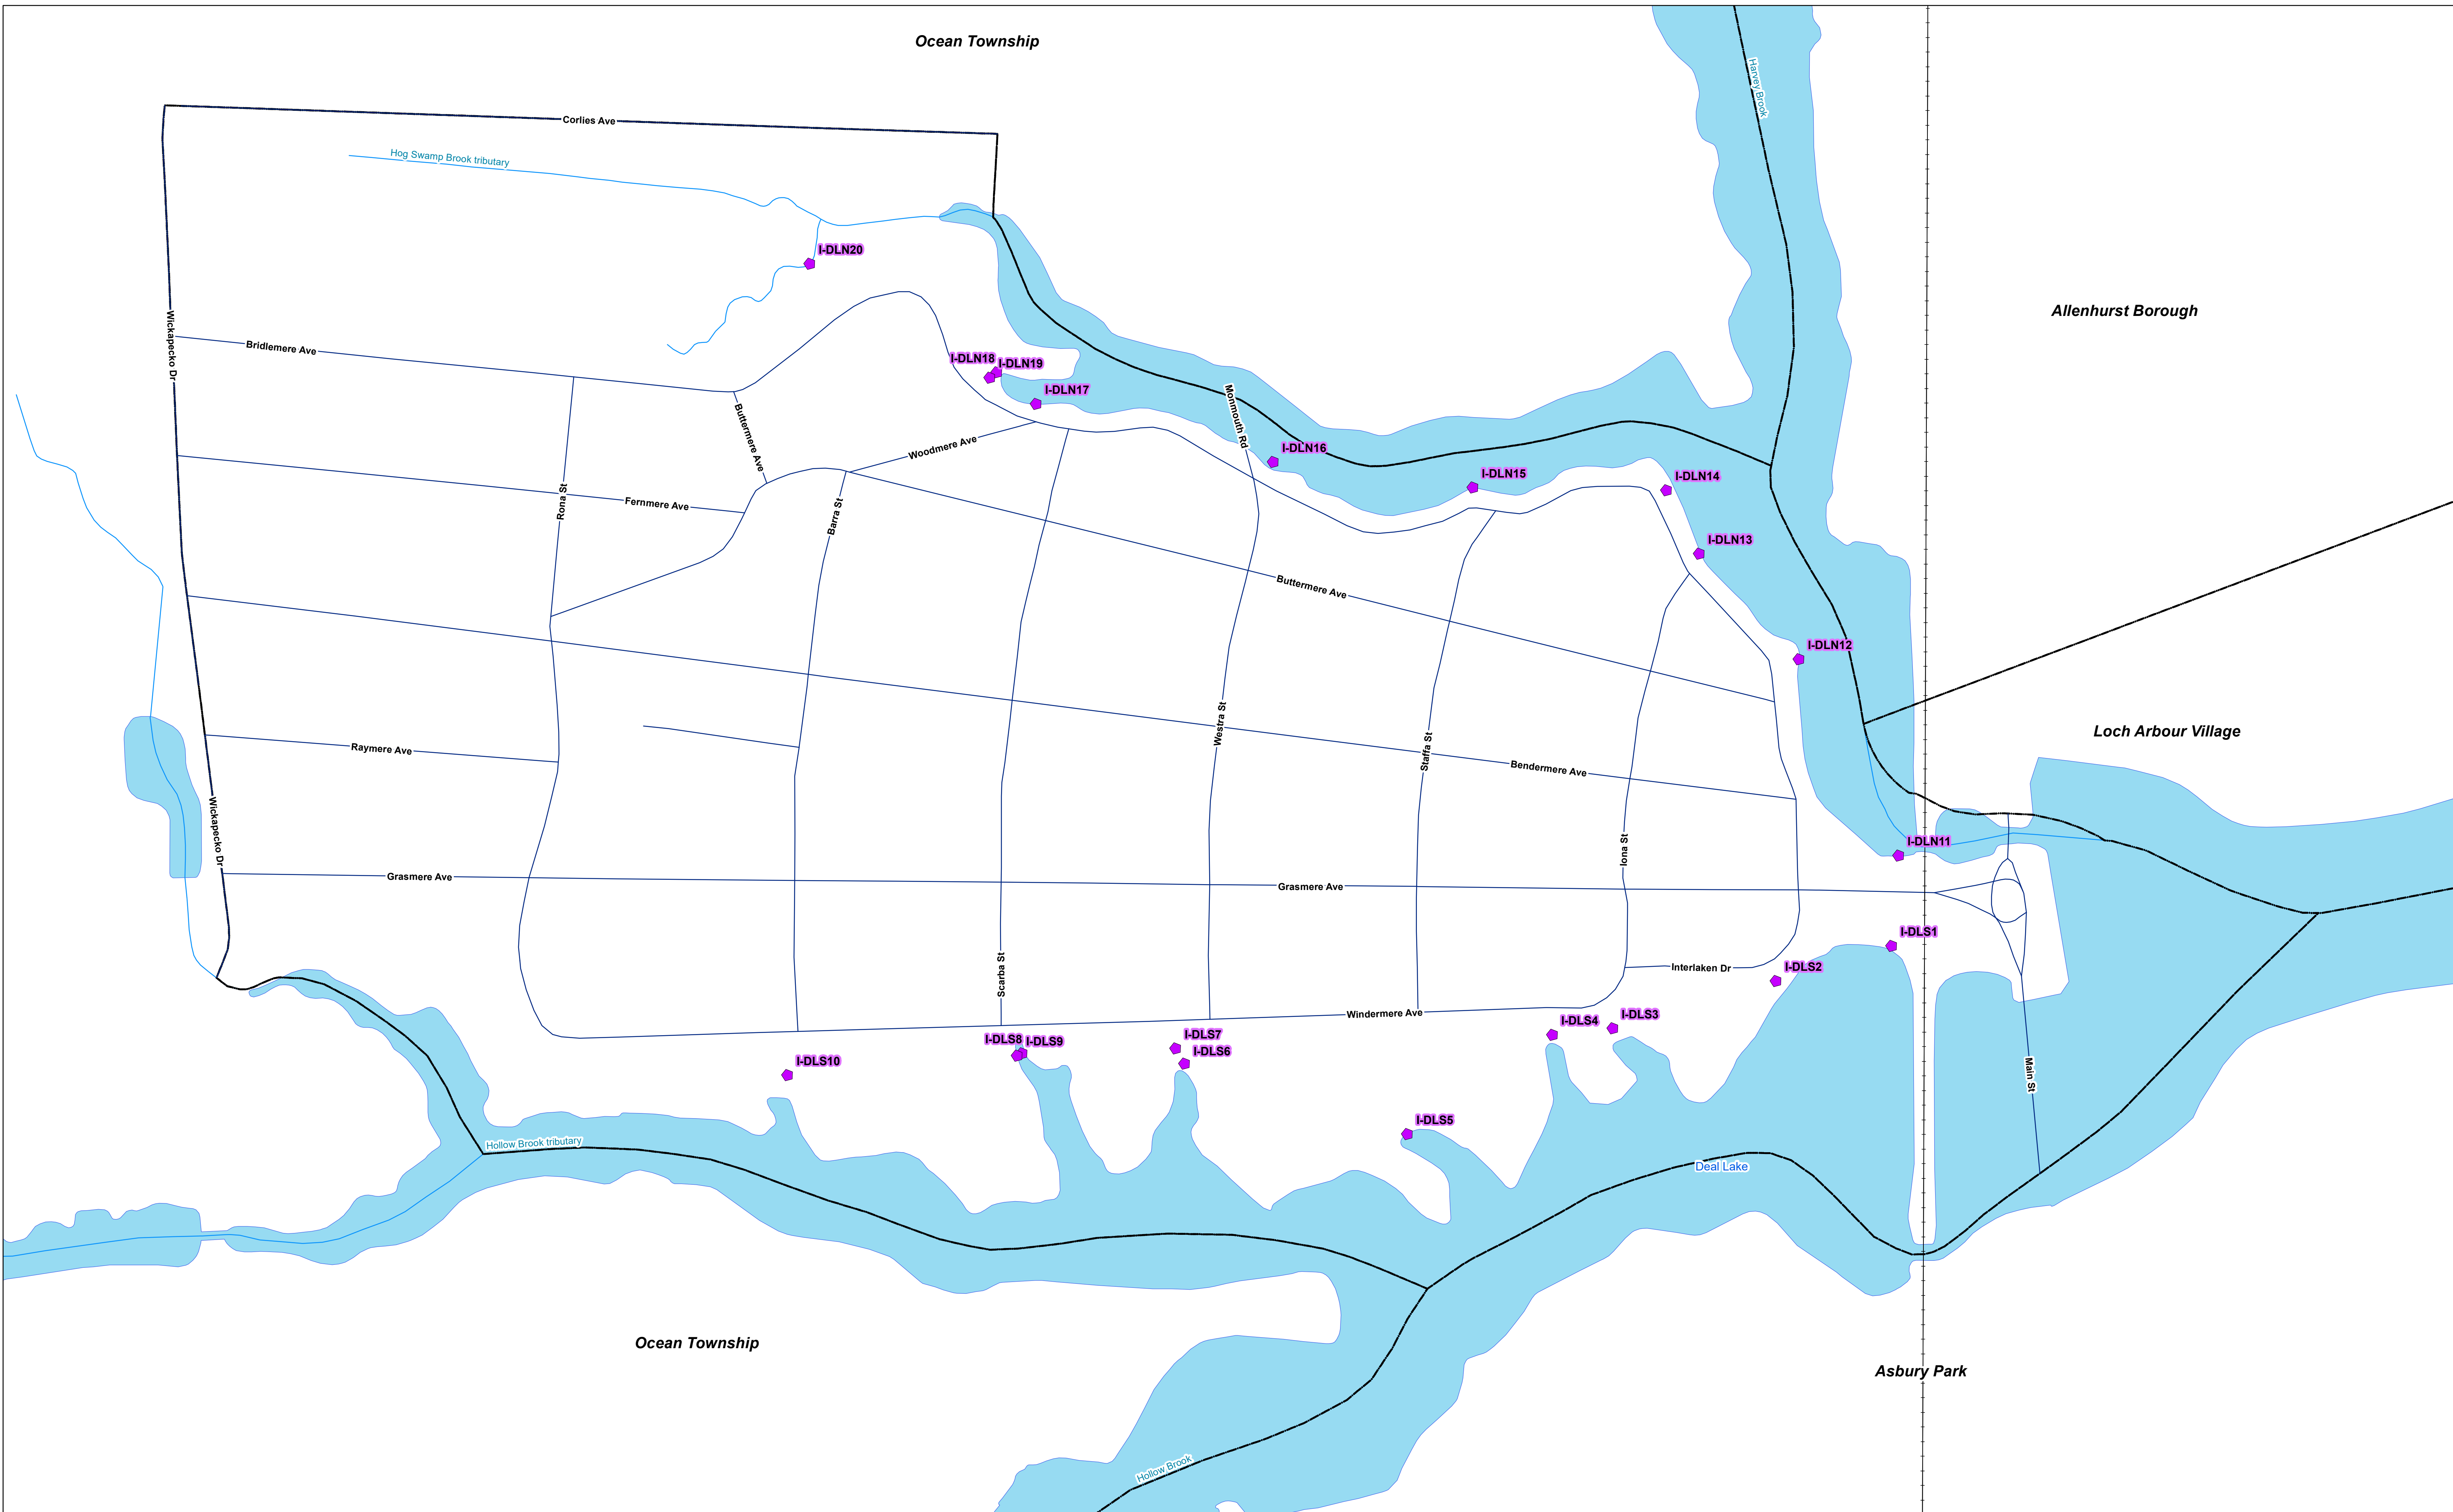 Ocean Township
Harvey Brook
Corlies Ave
Hog Swamp Brook tributary
I-DLN20
Allenhurst Borough
Wickapecko Dr
Bridlemere Ave
I-DLN18
I-DLN19
I-DLN17
Monmouth Rd
Buttermere Ave
Woodmere Ave
I-DLN16
I-DLN15
I-DLN14
Rona St
Fernmere Ave
Barra St
I-DLN13
Buttermere Ave
I-DLN12
Westra St
Loch Arbour Village
Raymere Ave
Staffa St
Bendermere Ave
Wickapecko Dr
Iona St
I-DLN11
Grasmere Ave
Grasmere Ave
I-DLS1
Scarba St
Interlaken Dr
I-DLS2
Windermere Ave
I-DLS4
I-DLS3
I-DLS8
I-DLS9
I-DLS7
I-DLS6
I-DLS10
Main St
I-DLS5
Hollow Brook tributary
Deal Lake
Ocean Township
Asbury Park
Hollow Brook